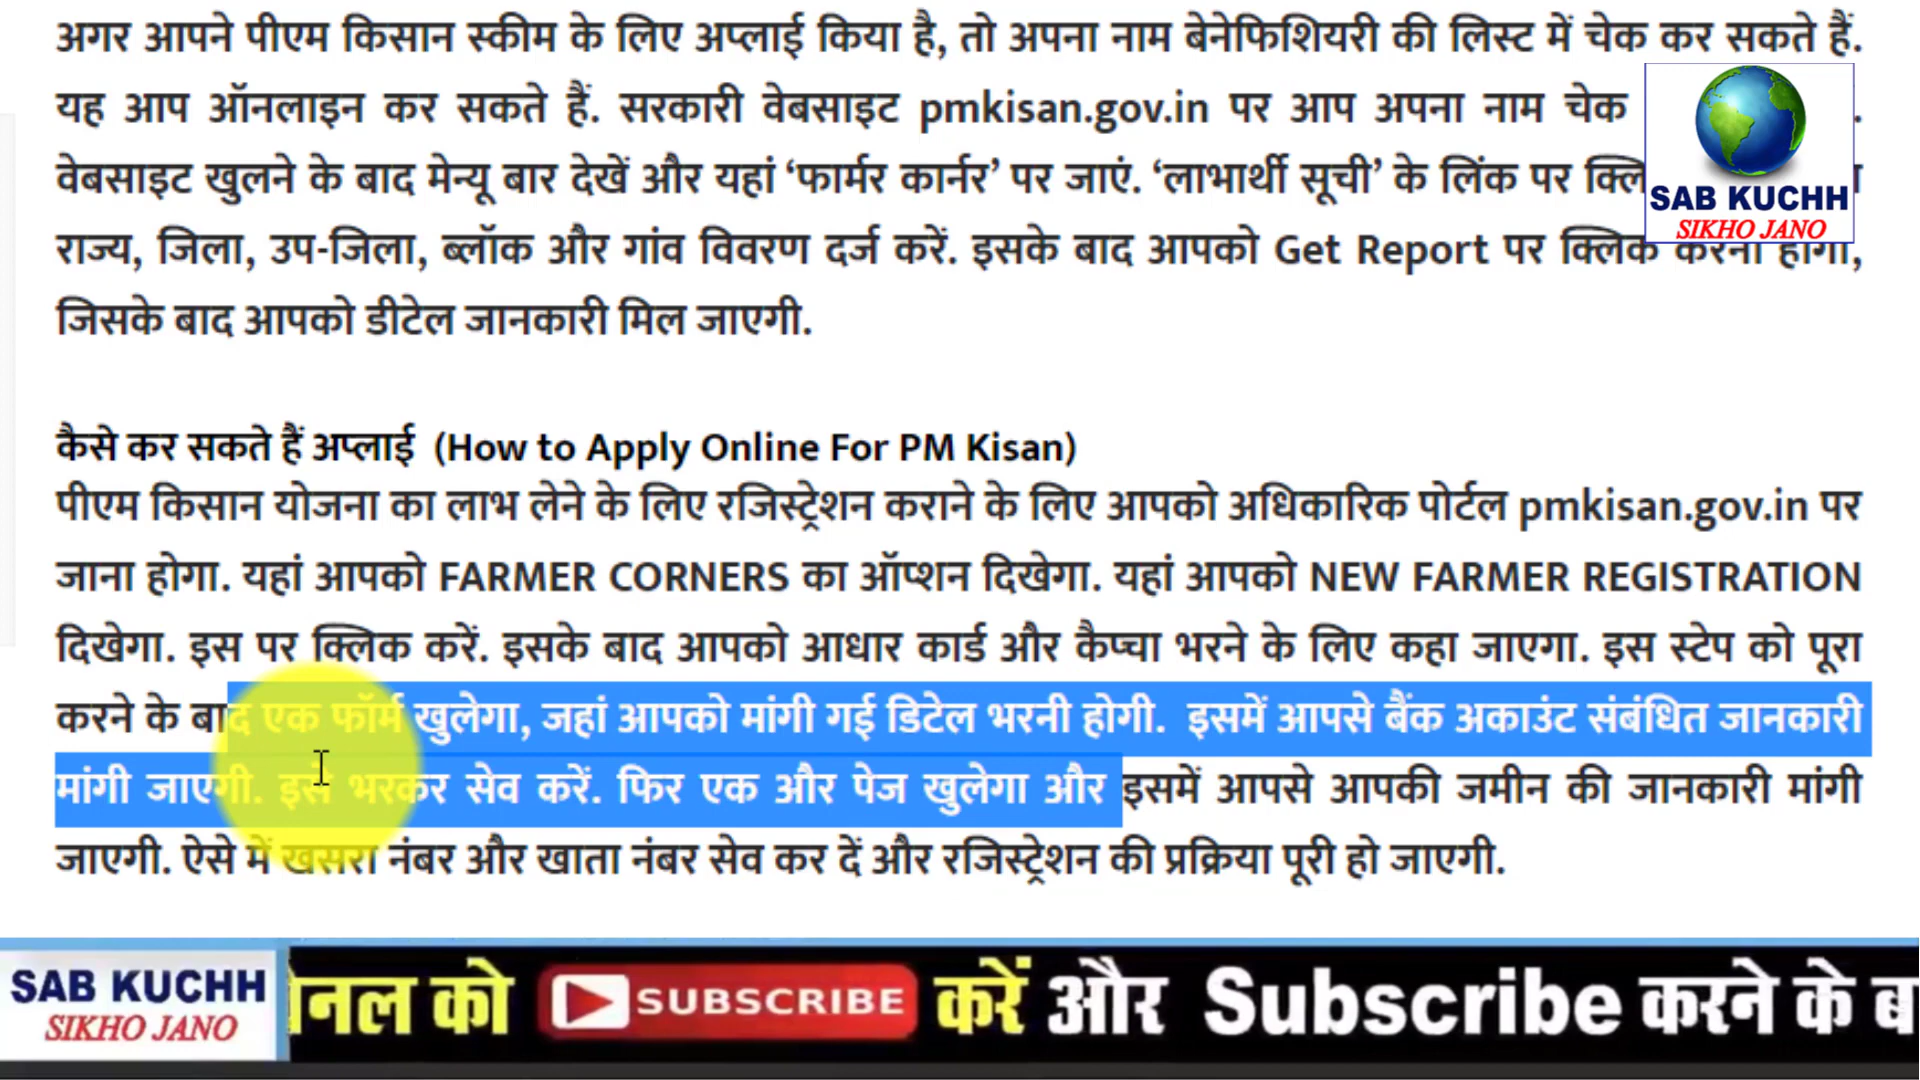 अगर आपने पीएम किसान स्कीम के लिए अप्लाई किया है, तो अपना नाम बेनेफिशियरी की लिस्ट में चेक कर सकते हैं.
यह आप ऑनलाइन कर सकते हैं. सरकारी वेबसाइट pmkisan.gov.in पर आप अपना नाम चेक
वेबसाइट खुलने के बाद मेन्यू बार देखें और यहां ‘फार्मर कार्नर’ पर जाएं. ‘लाभार्थी सूची’ के लिंक पर
SAB KUCHH
SIKHO JANO
राज्य, जिला, उप-जिला, ब्लॉक और गांव विवरण दर्ज करें. इसके बाद आपको Get Report पर क्लिक करना होगा,
जिसके बाद आपको डीटेल जानकारी मिल जाएगी.
कैसे कर सकते हैं अप्लाई (How to Apply Online For PM Kisan)
पीएम किसान योजना का लाभ लेने के लिए रजिस्ट्रेशन कराने के लिए आपको अधिकारिक पोर्टल pmkisan.gov.in पर
जाना होगा. यहां आपको FARMER CORNERS का ऑप्शन दिखेगा. यहां आपको NEW FARMER REGISTRATION
दिखेगा. इस पर क्लिक करें. इसके बाद आपको आधार कार्ड और कैप्चा भरने के लिए कहा जाएगा. इस स्टेप को पूरा
करने के बाद एक फॉर्म खुलेगा, जहां आपको मांगी गई डिटेल भरनी होगी. इसमें आपसे बैंक अकाउंट संबंधित जानकारी
मांगी जाएगी. इसे भरकर सेव करें. फिर एक और पेज खुलेगा और इसमें आपसे आपकी जमीन की जानकारी मांगी
जाएगी. ऐसे में खसरा नंबर और खाता नंबर सेव कर दें और रजिस्ट्रेशन की प्रक्रिया पूरी हो जाएगी.
SAB KUCHH
SIKHO JANO
नल को SUBSCRIBE करें और Subscribe करने के